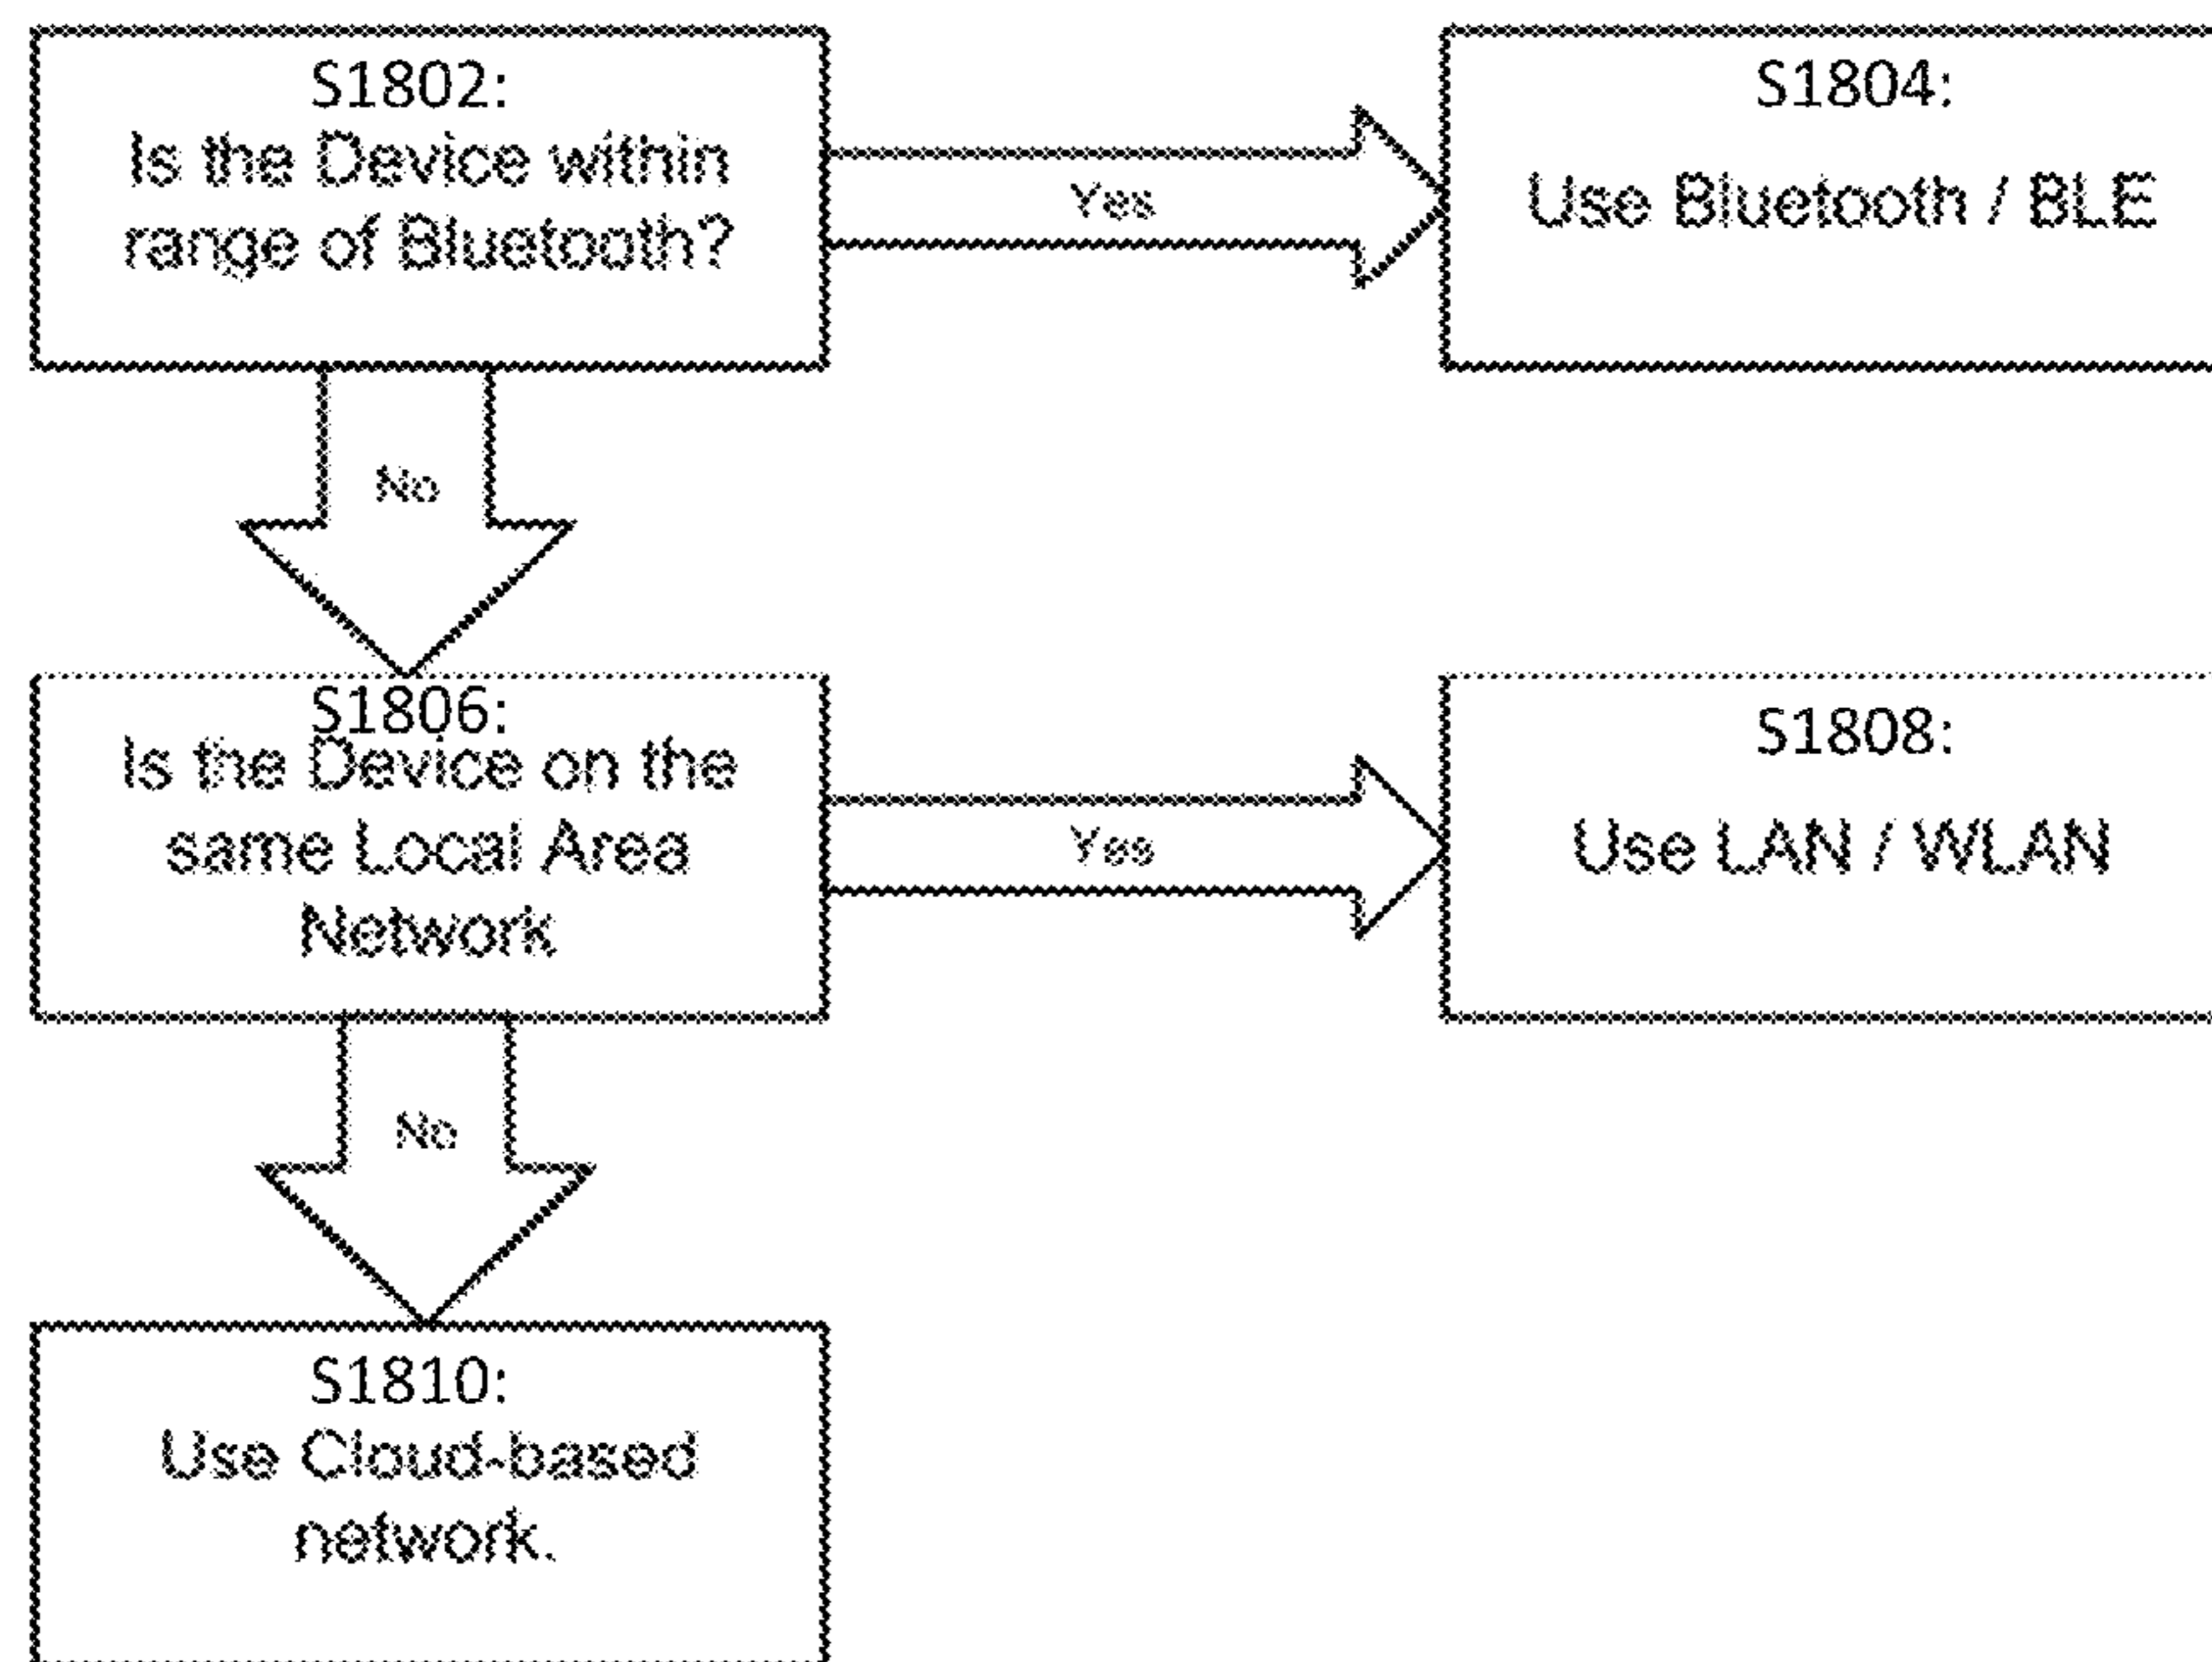 S1802:
Is the Device within
range of Bluetooth?
Yes
S1804:
Use Bluetooth / BLE
No
S1806:
Is the Device on the
same Local Area
Network
Yes
S1808:
Use LAN / WLAN
No
S1810:
Use Cloud-based
network.